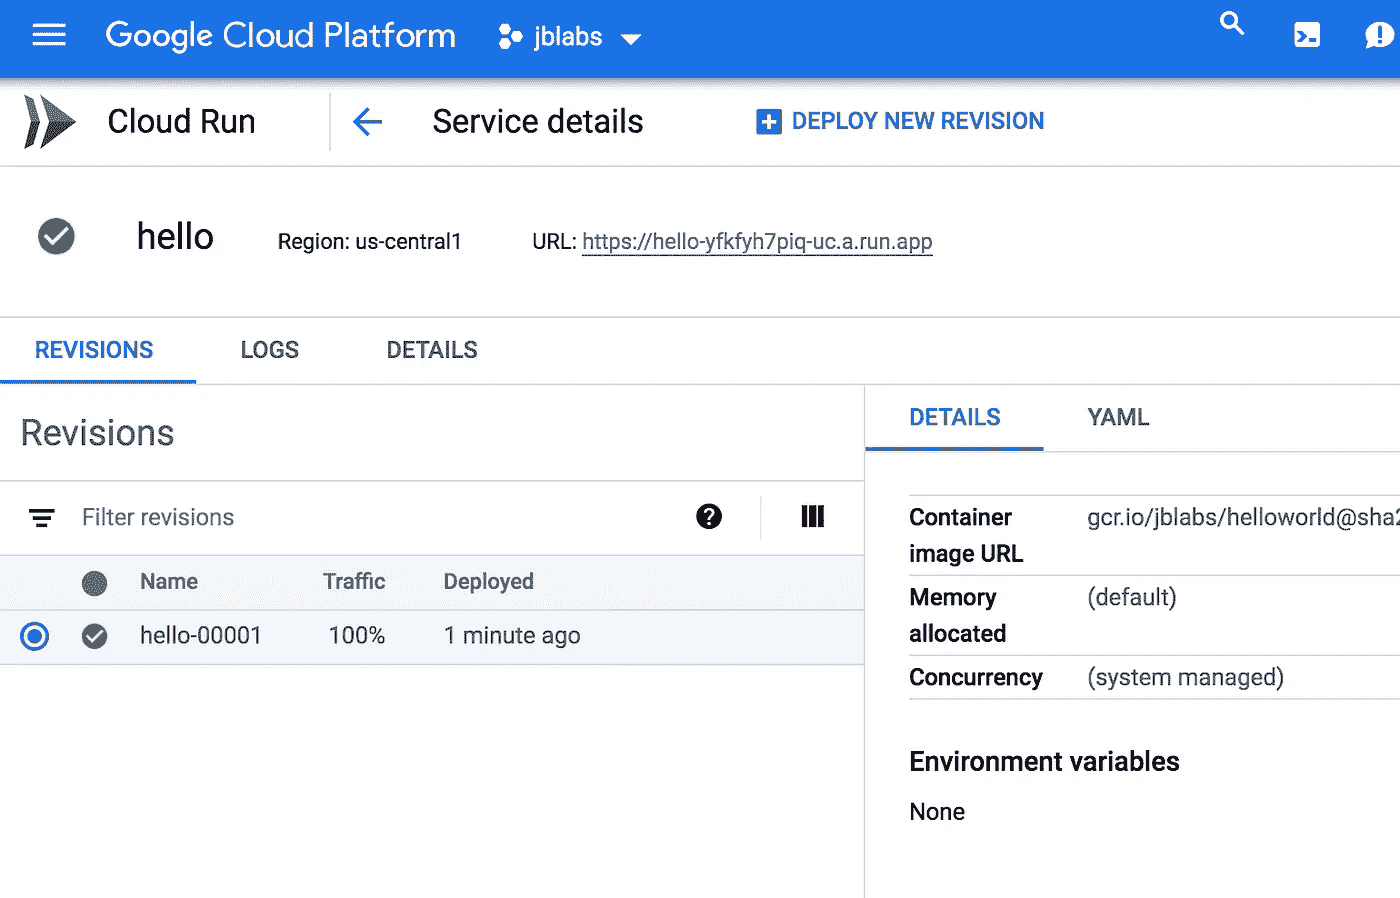 Google Cloud Platform
jblabs
Cloud Run
Service details
DEPLOY NEW REVISION
hello
Region: us-central1
URL: https://hello-yfkfyh7piq-uc.a.run.app
REVISIONS
LOGS
DETAILS
Revisions
Filter revisions
Name
Traffic
Deployed
hello-00001
100%
1 minute ago
DETAILS
YAML
Container
image URL
gcr.io/jblabs/helloworld@sha2
Memory
allocated
(default)
Concurrency
(system managed)
Environment variables
None